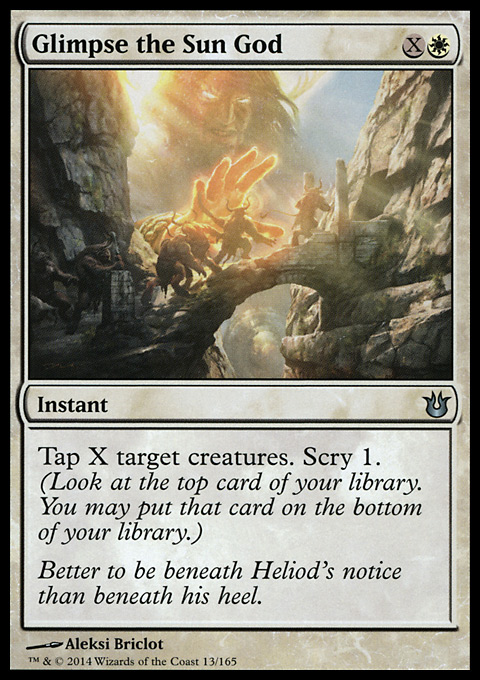 Glimpse the Sun God X
Instant
Tap X target creatures. Scry 1.
(Look at the top card of your library.
You may put that card on the bottom
of your library.)
Better to be beneath Heliod's notice
than beneath his heel.
Aleksi Briclot
™ & © 2014 Wizards of the Coast 13/165